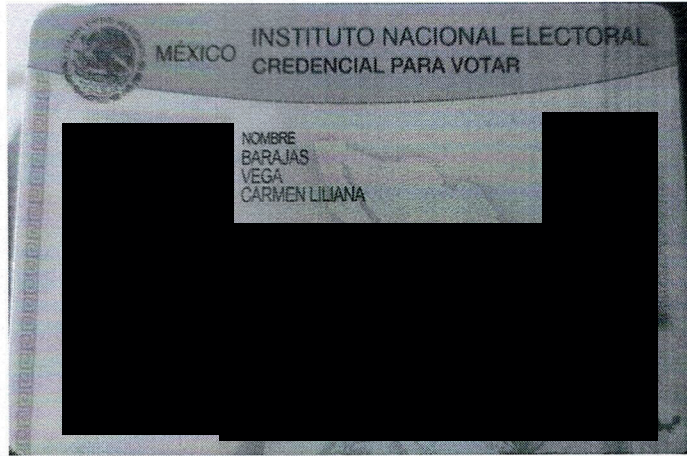 MÉXICO
INSTITUTO NACIONAL ELECTORAL
CREDENCIAL PARA VOTAR
NOMBRE
BARAJAS
VEGA
CARMEN LILIANA